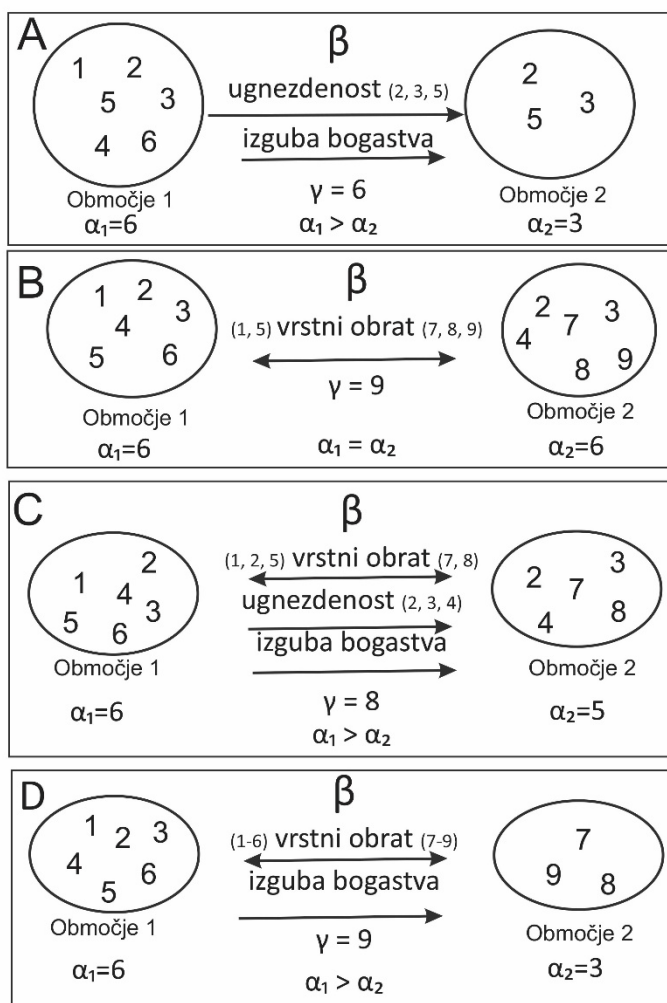 A
β
1 2
5 3
4 6
ugnezdenost (2, 3, 5)
izguba bogastva
2
5 3
Območje 1
γ = 6
Območje 2
α₁=6
α₁ > α₂
α₂=3
B
β
1 2
4 3
5 6
(1, 5) vrstni obrat (7, 8, 9)
2 3
4 7
8 9
γ = 9
Območje 1
Območje 2
α₁=6
α₁ = α₂
α₂=6
C
β
2
1 4
5 3
6
(1, 2, 5) vrstni obrat (7, 8)
ugnezdenost (2, 3, 4)
izguba bogastva
3
2 7
4 8
Območje 1
Območje 2
α₁=6
γ = 8
α₂=5
α₁ > α₂
D
β
1 2 3
4 6
5
(1-6) vrstni obrat (7-9)
izguba bogastva
7
9 8
Območje 1
γ = 9
Območje 2
α₁=6
α₁ > α₂
α₂=3